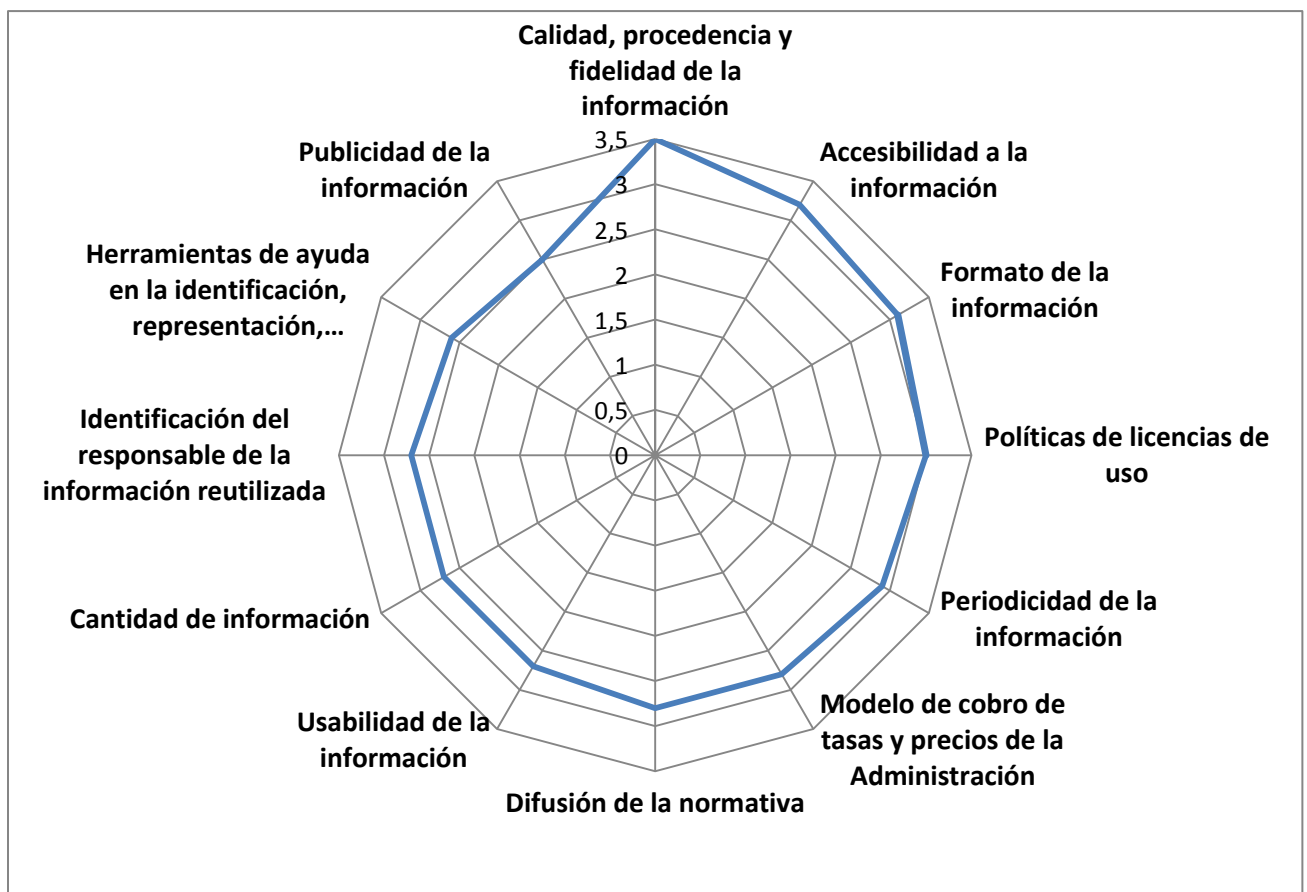 Calidad, procedencia y
fidelidad de la
información
Accesibilidad a la
información
Formato de la
información
Políticas de licencias de
uso
Periodicidad de la
información
Modelo de cobro de
tasas y precios de la
Administración
Difusión de la normativa
Usabilidad de la
información
Cantidad de información
Identificación del
responsable de la
información reutilizada
Herramientas de ayuda
en la identificación,
representación,…
Publicidad de la
información
3,5
3
2,5
2
1,5
1
0,5
0